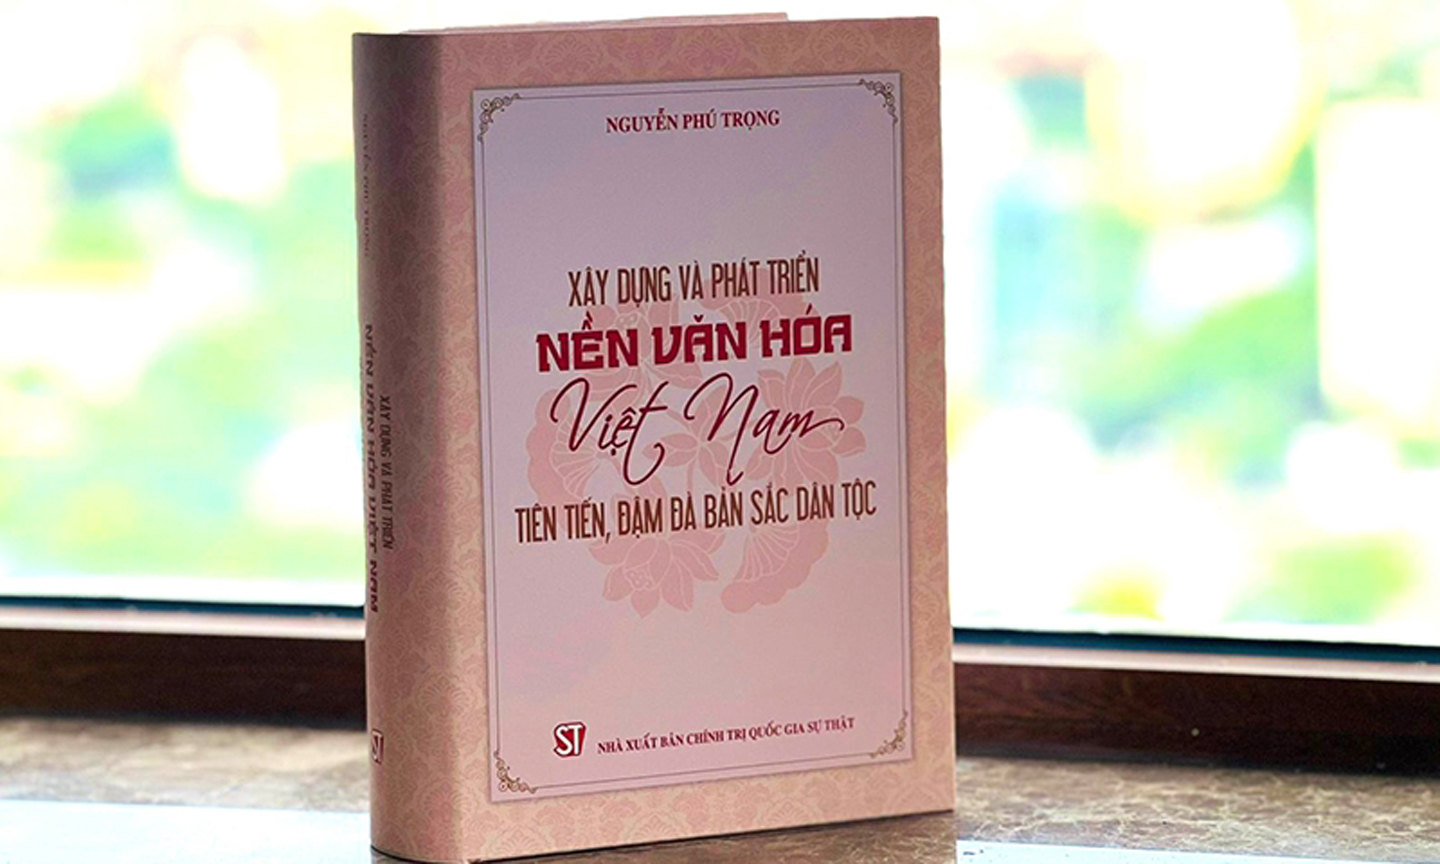 NGUYỄN PHÚ TRỌNG
XÂY DỰNG VÀ PHÁT TRIỂN
NỀN VĂN HÓA
Việt Nam
TIÊN TIẾN, ĐẬM ĐÀ BẢN SẮC DÂN TỘC
ST NHÀ XUẤT BẢN CHÍNH TRỊ QUỐC GIA SỰ THẬT
NGUYỄN PHÚ TRỌNG
XÂY DỰNG VÀ PHÁT TRIỂN
NỀN VĂN HÓA VIỆT NAM
ST